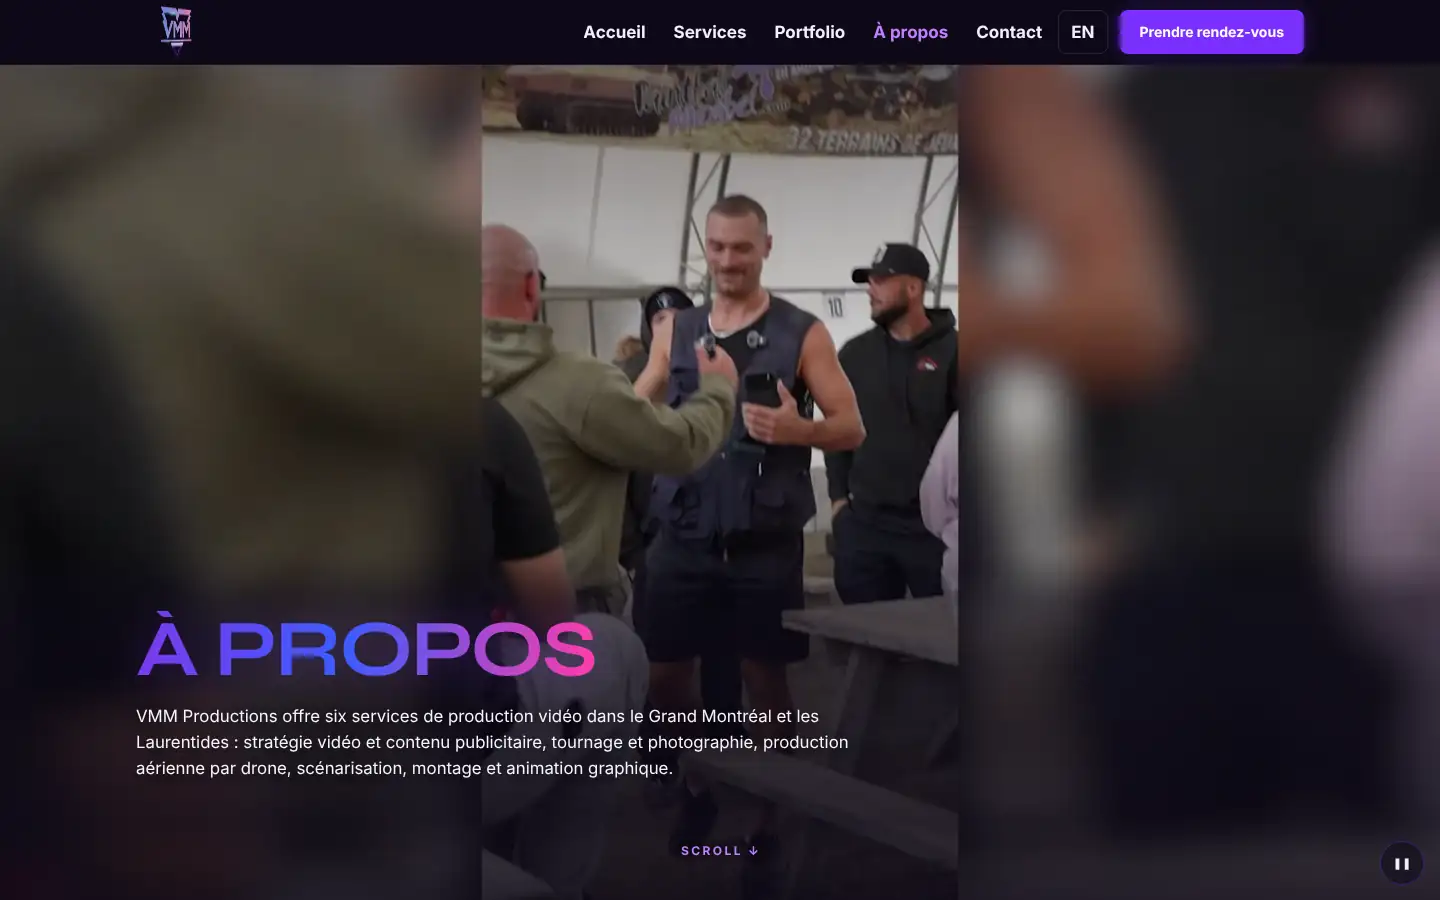 VMM
Accueil
Services
Portfolio
À propos
Contact
EN
Prendre rendez-vous
32 TERRAINS DE JEUX
10
À PROPOS
VMM Productions offre six services de production vidéo dans le Grand Montréal et les
Laurentides : stratégie vidéo et contenu publicitaire, tournage et photographie, production
aérienne par drone, scénarisation, montage et animation graphique.
SCROLL ↓